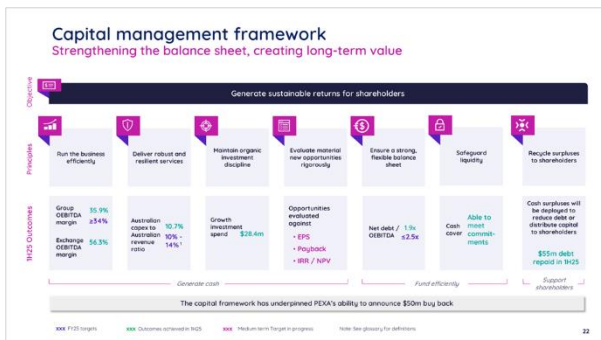 Capital management framework
Strengthening the balance sheet, creating long-term value
Objective
Generate sustainable returns for shareholders
Principles
Run the business
efficiently
Deliver robust and
resilient services
Maintain organic
investment
discipline
Evaluate material
new opportunities
rigorously
Ensure a strong,
flexible balance
sheet
Safeguard
liquidity
Recycle surpluses
to shareholders
1H25 Outcomes
Group
OEBITDA
margin
35.9%
≥34%
Exchange
OEBITDA
margin
56.3%
Australian
capex to
Australian
revenue
ratio
10.7%
10% -
14% ¹
Growth
investment
spend
$28.4m
Opportunities
evaluated
against
• EPS
• Payback
• IRR / NPV
Net debt /
OEBITDA
1.9x
≤2.5x
Cash
cover
Able to
meet
commit-
ments
Cash surpluses will
be deployed to
reduce debt or
distribute capital
to shareholders
$55m debt
repaid in 1H25
Generate cash
Fund efficiently
Support
shareholders
The capital framework has underpinned PEXA's ability to announce $50m buy back
xxx FY25 targets
xxx Outcomes achieved in 1H25
xxx Medium-term Target in progress
Note: See glossary for definitions
22